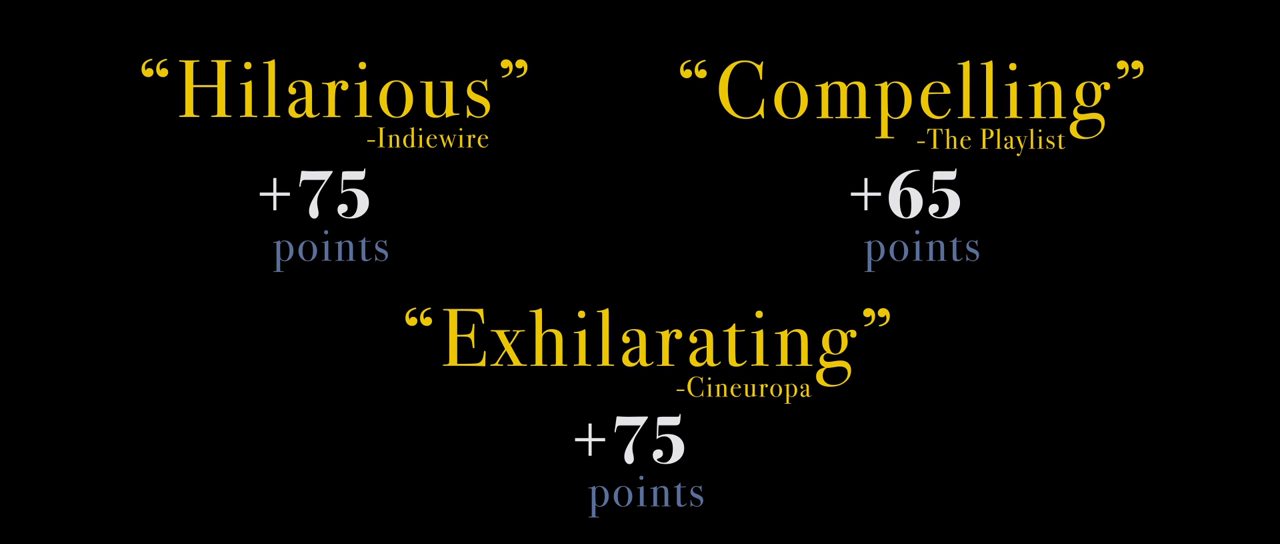 “Hilarious”
-Indiewire
+75
points
“Compelling”
-The Playlist
+65
points
“Exhilarating”
-Cineuropa
+75
points